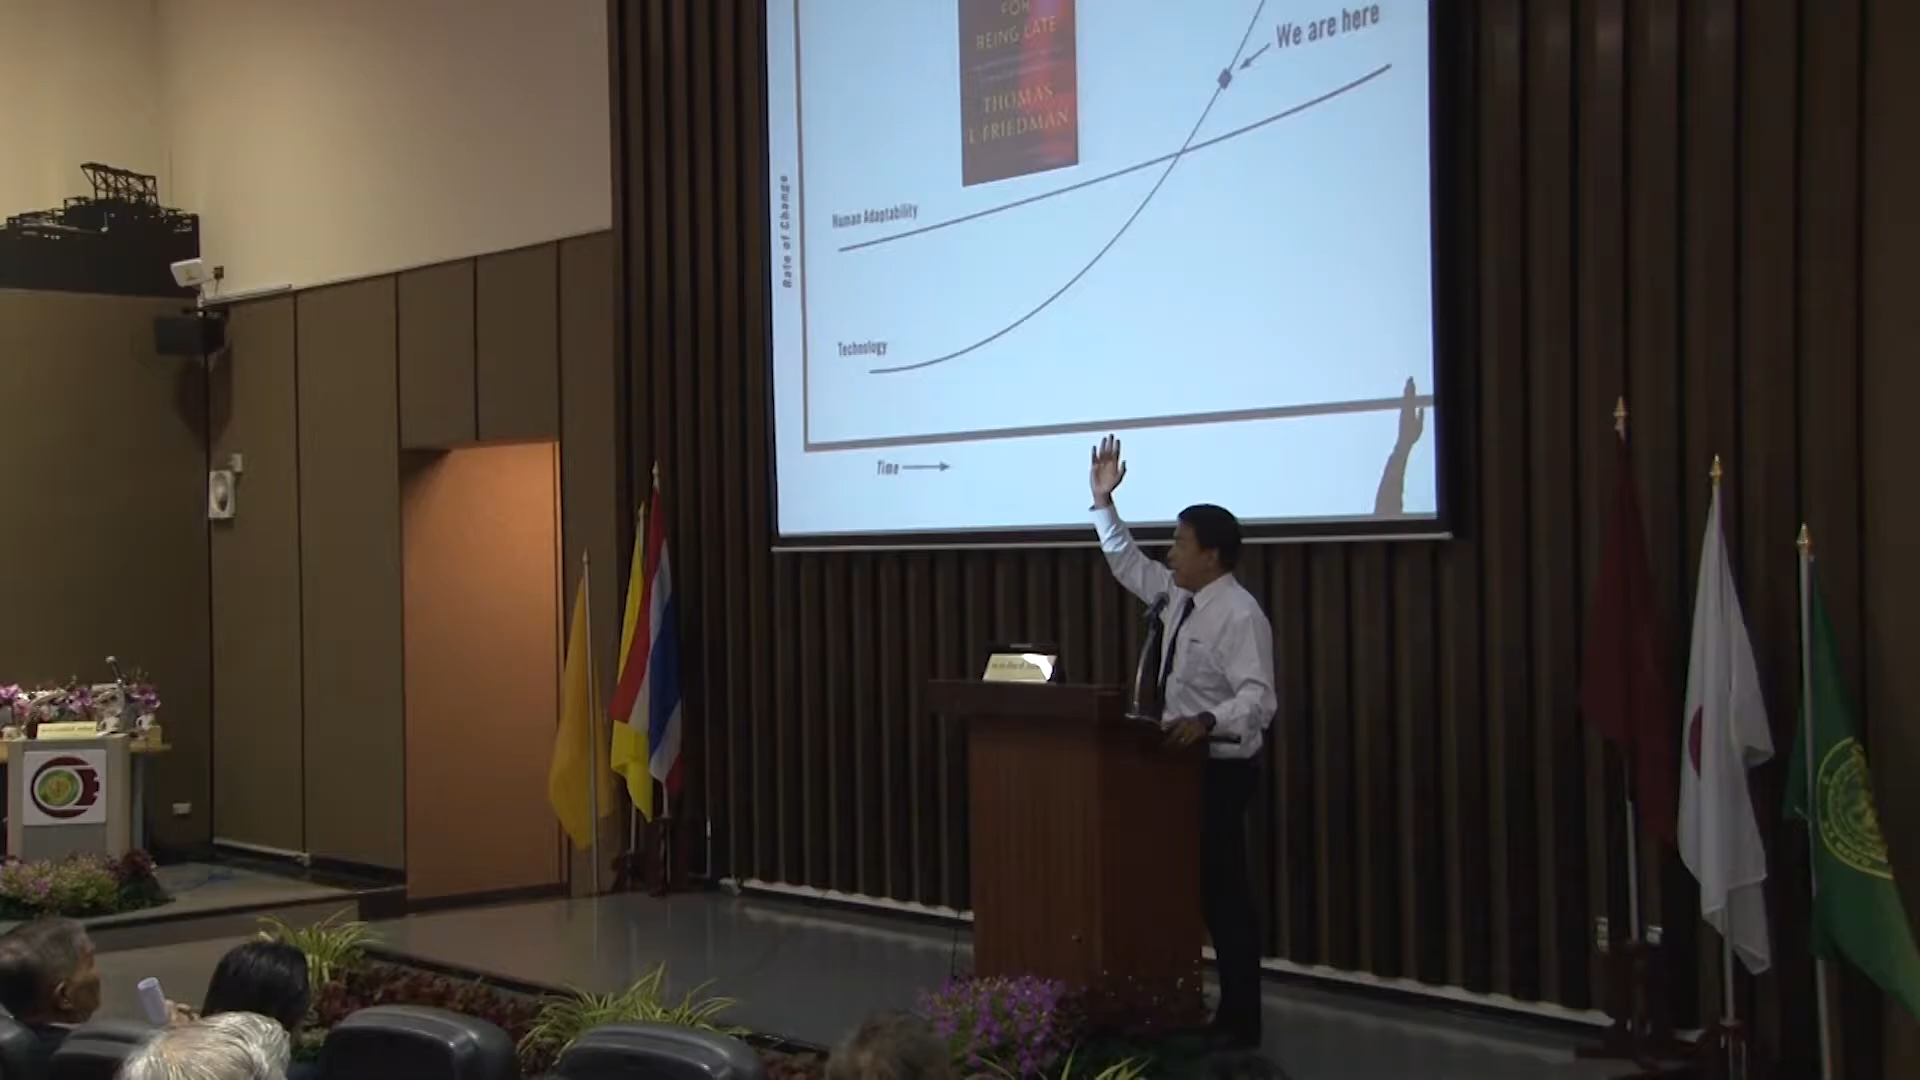 FOR
BEING LATE
THOMAS
L. FRIEDMAN
We are here
Human Adaptability
Rate of Change
Technology
Time